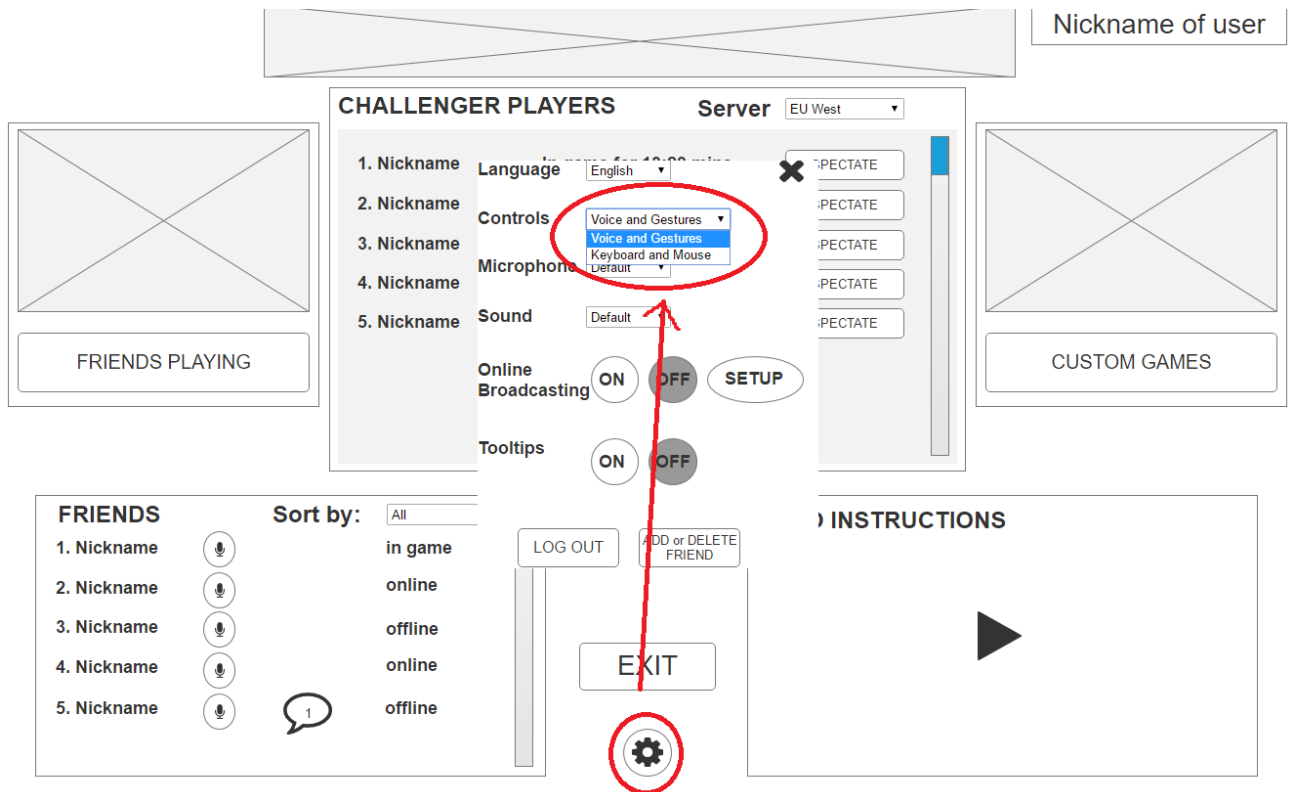 Nickname of user
CHALLENGER PLAYERS
Server
EU West
1. Nickname
2. Nickname
3. Nickname
4. Nickname
5. Nickname
SPECTATE
PECTATE
PECTATE
PECTATE
PECTATE
Language
English
Controls
Voice and Gestures
Voice and Gestures
Keyboard and Mouse
Microphone
Default
Sound
Default
Online
Broadcasting
ON
OFF
SETUP
Tooltips
ON
OFF
LOG OUT
ADD or DELETE
FRIEND
FRIENDS PLAYING
CUSTOM GAMES
FRIENDS
Sort by:
All
1. Nickname
in game
2. Nickname
online
3. Nickname
offline
4. Nickname
online
5. Nickname
1
offline
INSTRUCTIONS
EXIT